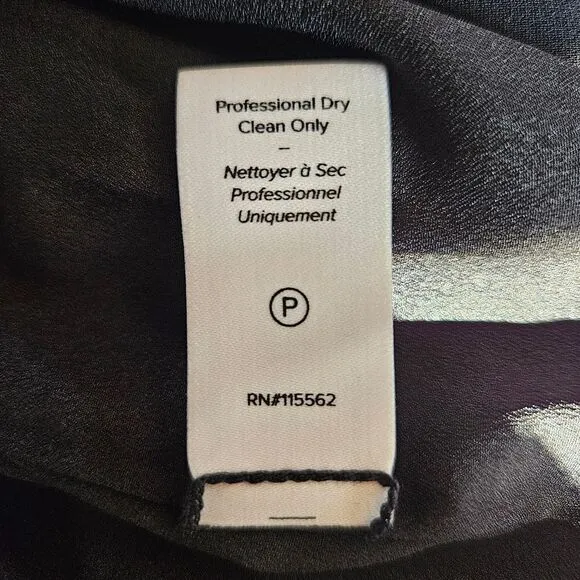 Professional Dry
Clean Only
–
Nettoyer à Sec
Professionnel
Uniquement
P
RN#115562